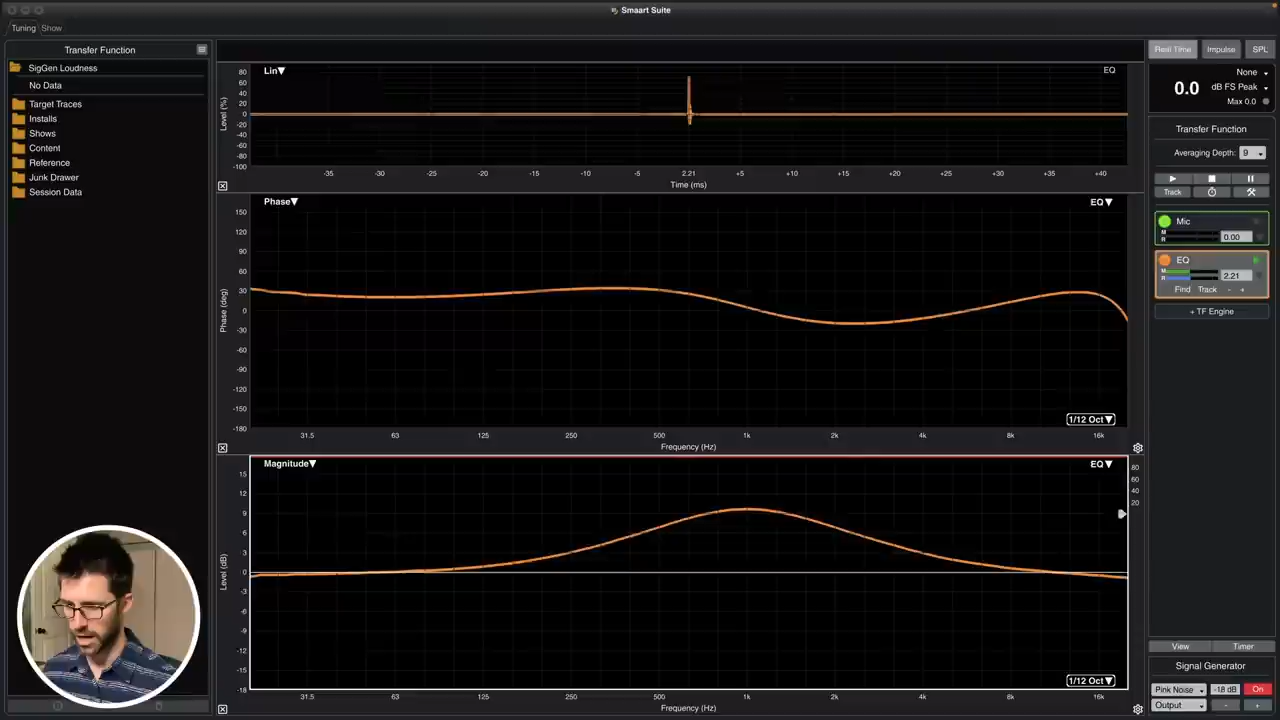 Smaart Suite
Tuning Show
Transfer Function
SigGen Loudness
No Data
Target Traces
Installs
Shows
Content
Reference
Junk Drawer
Session Data
Lin▼ EQ
Level (%)
80
60
40
20
0
-20
-40
-60
-80
-100
-35 -30 -25 -20 -15 -10 -5 2.21 +5 +10 +15 +20 +25 +30 +35 +40
Time (ms)
Phase▼ EQ▼
Phase (deg)
150
120
90
60
30
0
-30
-60
-90
-120
-150
-180
1/12 Oct▼
31.5 63 125 250 500 1k 2k 4k 8k 16k
Frequency (Hz)
Magnitude▼ EQ▼
Level (dB)
15
12
9
6
3
0
-3
-6
-9
-12
-15
-18
80
60
40
20
1/12 Oct▼
31.5 63 125 250 500 1k 2k 4k 8k 16k
Frequency (Hz)
Real Time Impulse SPL
None
0.0 dB FS Peak
Max 0.0
Transfer Function
Averaging Depth: 9
Track
Mic
M
R 0.00
EQ
M
R 2.21
Find Track - +
+ TF Engine
View Timer
Signal Generator
Pink Noise -18 dB On
Output - +